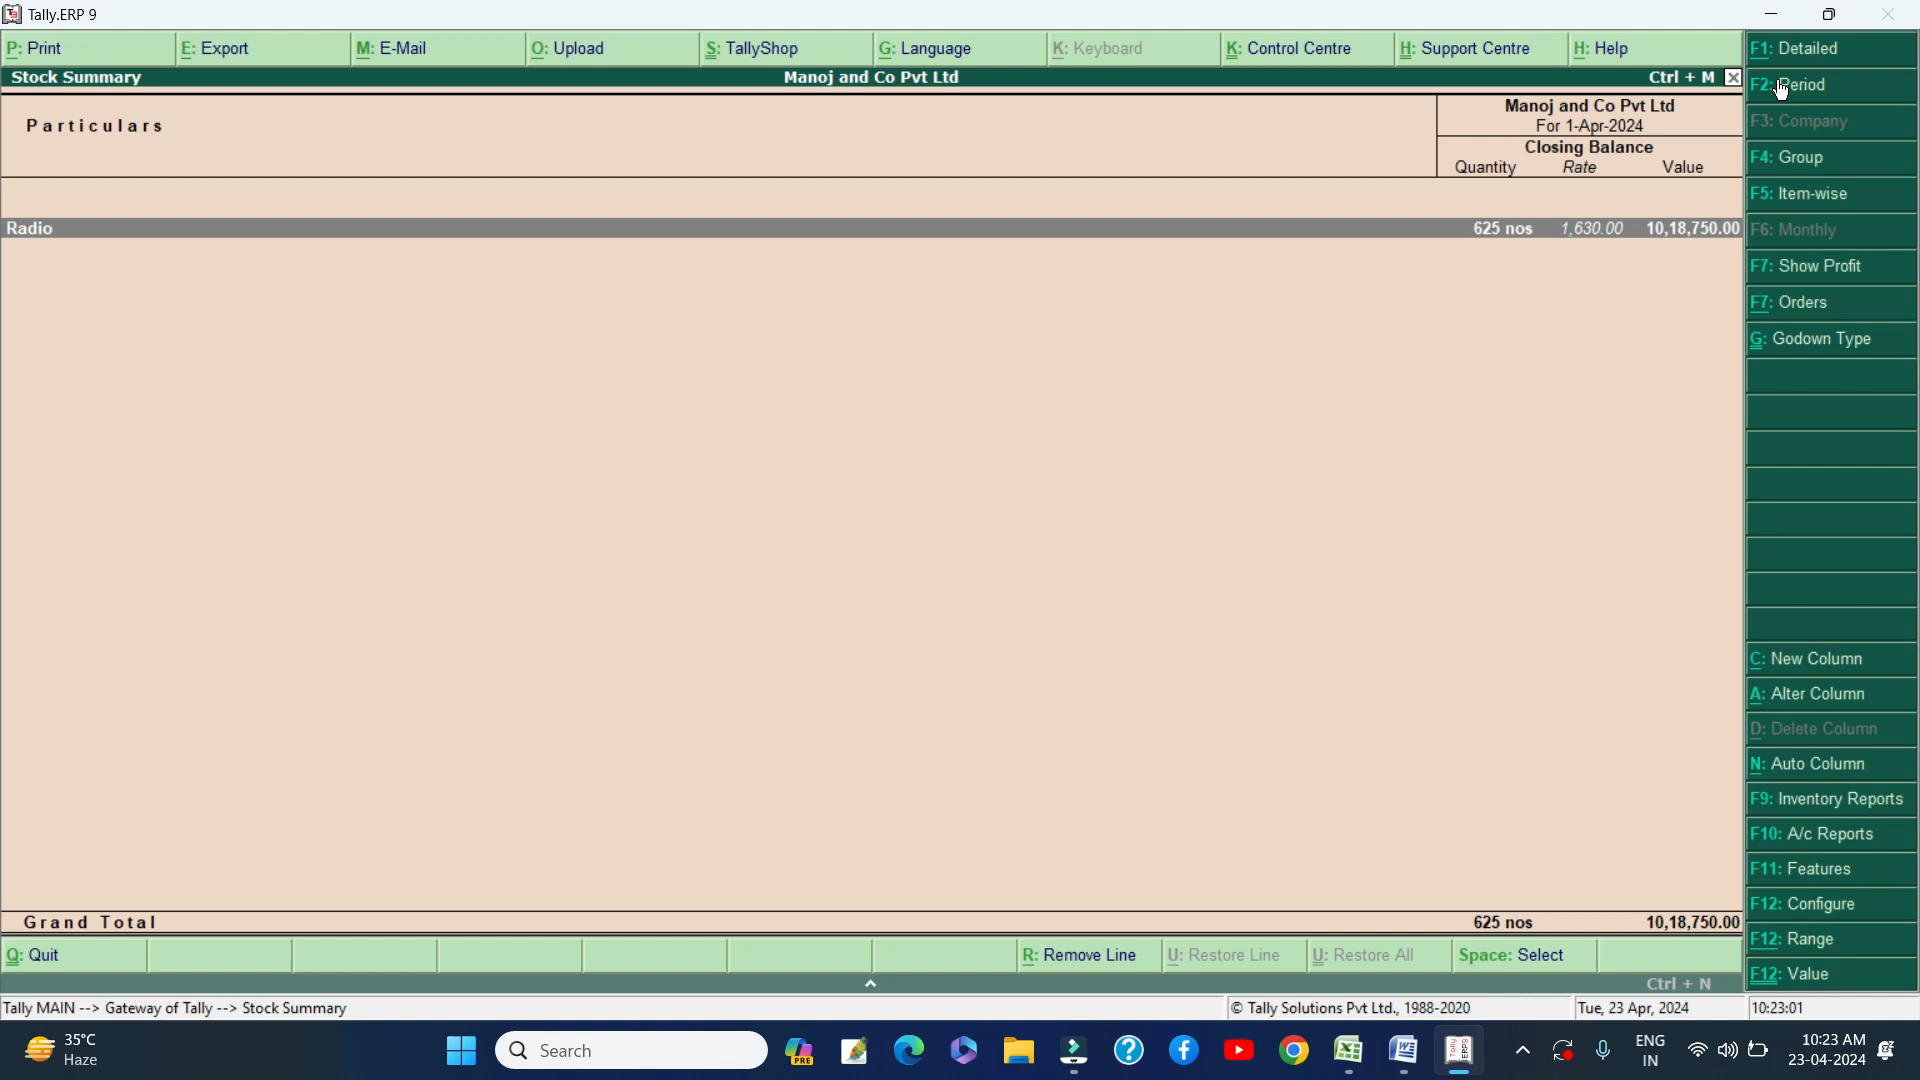 Tally.ERP 9
P: Print E: Export M: E-Mail O: Upload S: TallyShop G: Language K: Keyboard K: Control Centre H: Support Centre H: Help
Stock Summary Manoj and Co Pvt Ltd Ctrl + M
Particulars
Manoj and Co Pvt Ltd
For 1-Apr-2024
Closing Balance
Quantity Rate Value
Radio 625 nos 1,630.00 10,18,750.00
Grand Total 625 nos 10,18,750.00
F1: Detailed
F2: Period
F3: Company
F4: Group
F5: Item-wise
F6: Monthly
F7: Show Profit
F7: Orders
G: Godown Type
C: New Column
A: Alter Column
D: Delete Column
N: Auto Column
F9: Inventory Reports
F10: A/c Reports
F11: Features
F12: Configure
F12: Range
F12: Value
Q: Quit R: Remove Line U: Restore Line U: Restore All Space: Select
Ctrl + N
Tally MAIN --> Gateway of Tally --> Stock Summary © Tally Solutions Pvt Ltd., 1988-2020 Tue, 23 Apr, 2024 10:23:01
35°C
Haze
Search
PRE
Tally
ERP9
ENG
IN
10:23 AM
23-04-2024